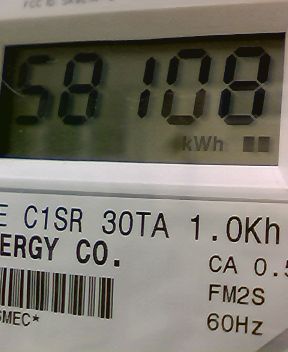 58108
kWh
E C1SR 30TA 1.0Kh
ERGY CO.
CA 0.5
FM2S
SMEC*
60Hz